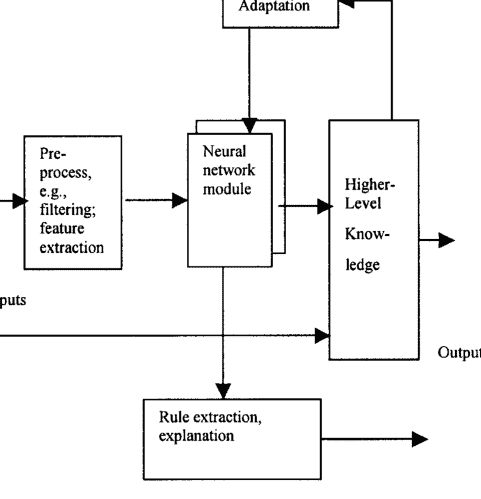 Adaptation
Pre-
process,
e.g.,
filtering;
feature
extraction
Neural
network
module
Higher-
Level
Know-
ledge
puts
Output
Rule extraction,
explanation